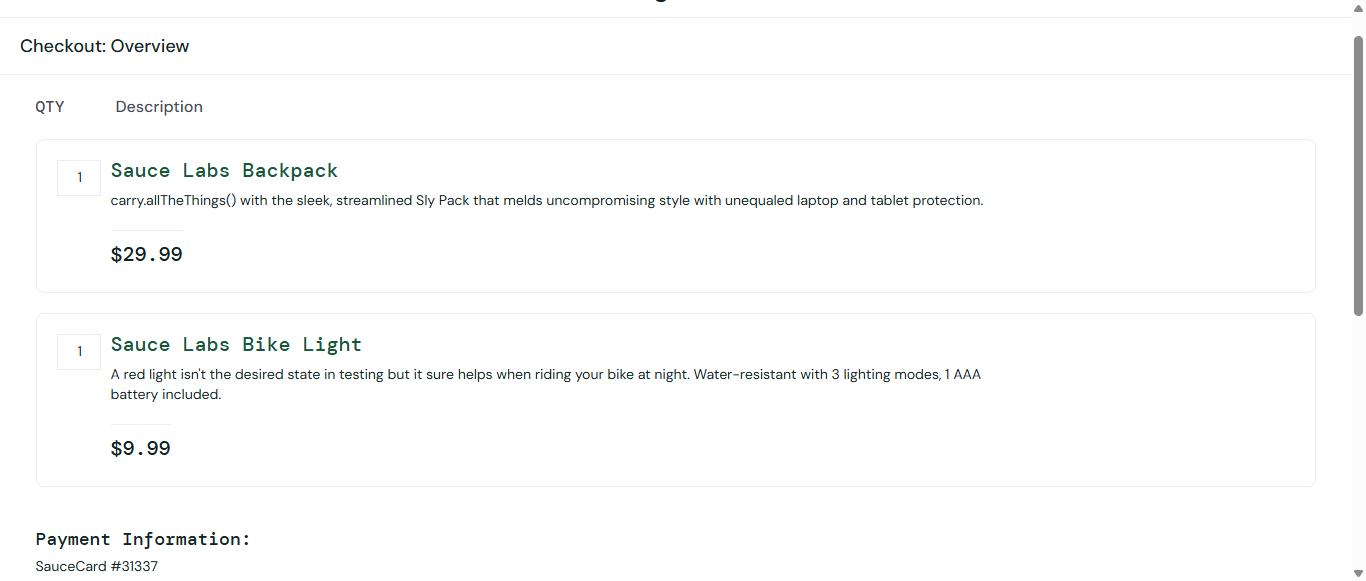 Checkout: Overview
QTY Description
1 Sauce Labs Backpack
carry.allTheThings() with the sleek, streamlined Sly Pack that melds uncompromising style with unequaled laptop and tablet protection.
$29.99
1 Sauce Labs Bike Light
A red light isn't the desired state in testing but it sure helps when riding your bike at night. Water-resistant with 3 lighting modes, 1 AAA
battery included.
$9.99
Payment Information:
SauceCard #31337